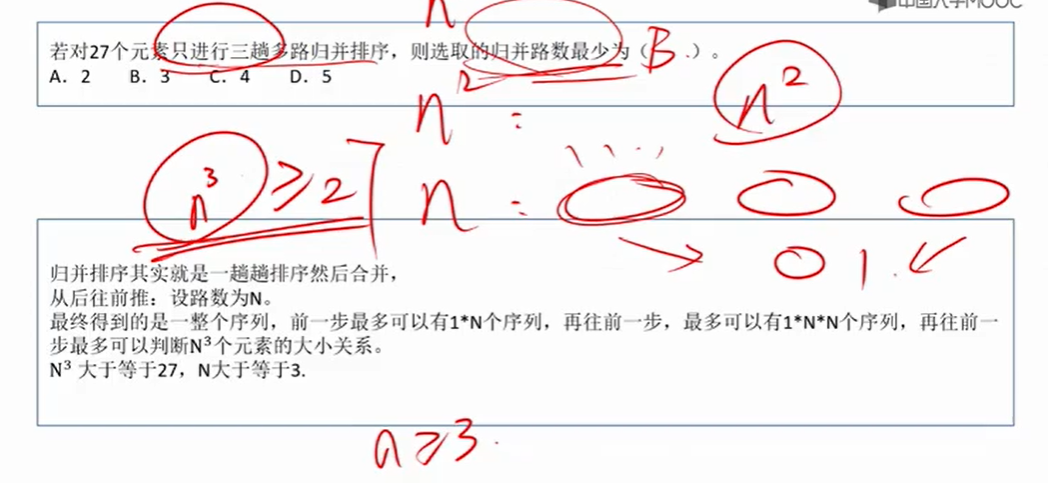 中国大学MOOC
n
若对27个元素只进行三趟多路归并排序，则选取的归并路数最少为（ B ）。
A. 2 B. 3 C. 4 D. 5
n² :
n²
n³ ≥ 27
n :
1
归并排序其实就是一趟趟排序然后合并，
从后往前推：设路数为N。
最终得到的是一整个序列，前一步最多可以有1*N个序列，再往前一步，最多可以有1*N*N个序列，再往前一
步最多可以判断N³个元素的大小关系。
N³ 大于等于27，N大于等于3.
n≥3.